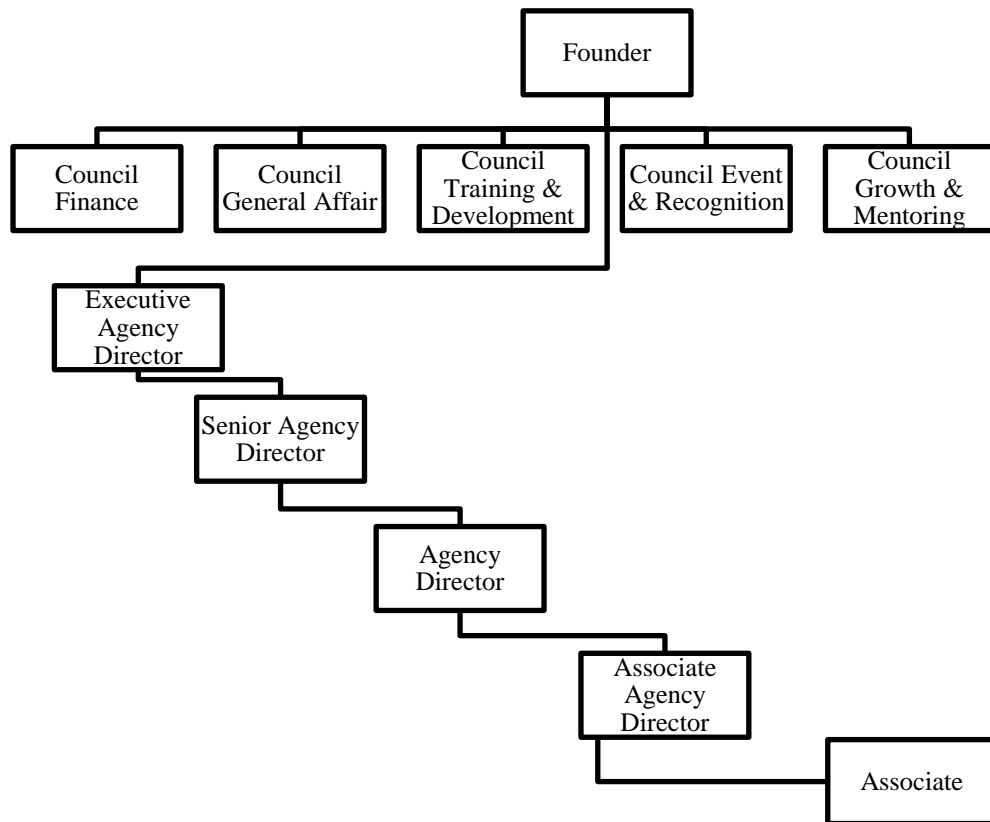 Founder
Council
Finance
Council
General Affair
Council
Training &
Development
Council Event
& Recognition
Council
Growth &
Mentoring
Executive
Agency
Director
Senior Agency
Director
Agency
Director
Associate
Agency
Director
Associate